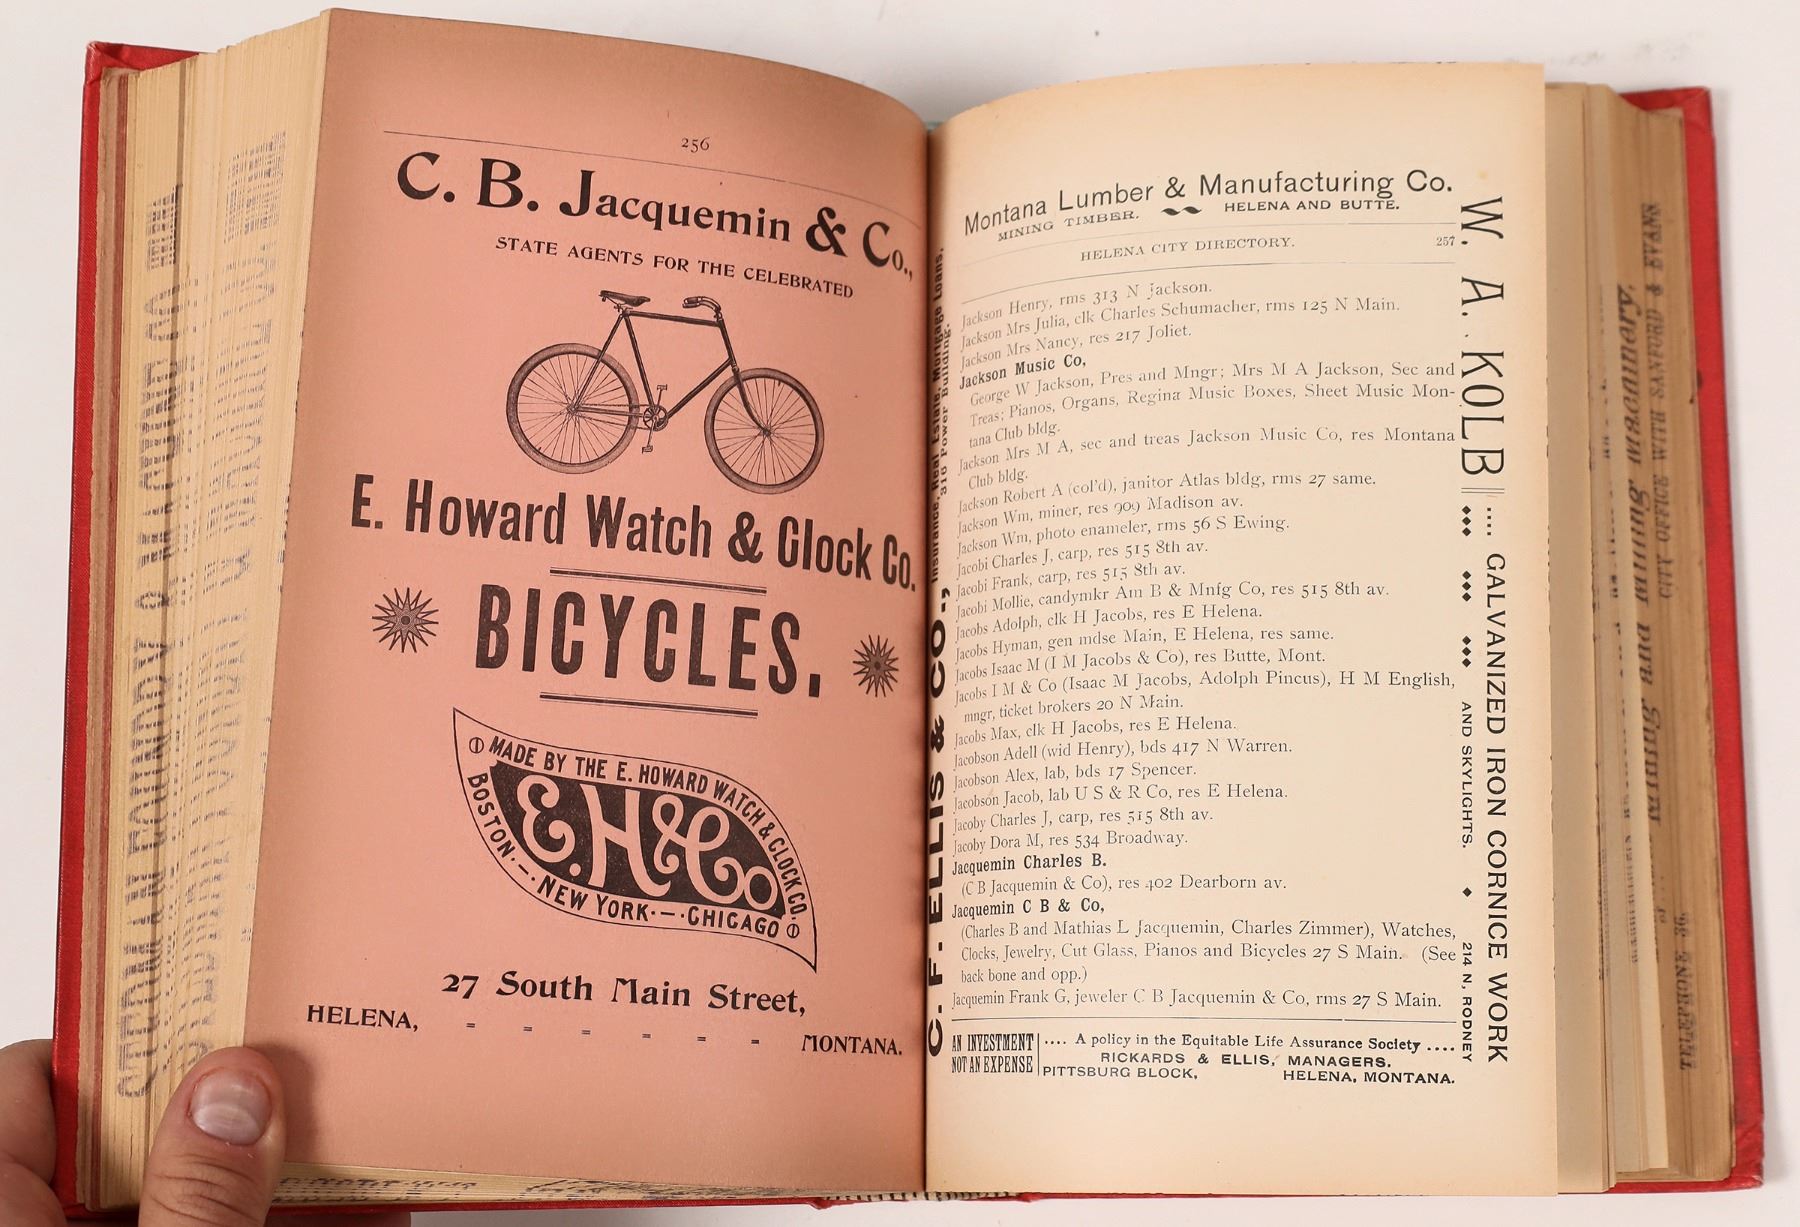 256
C. B. Jacquemin & Co.,
STATE AGENTS FOR THE CELEBRATED
E. Howard Watch & Clock Co.
BICYCLES.
MADE BY THE E. HOWARD WATCH & CLOCK CO.
E. H & Co
BOSTON·–·NEW YORK·–·CHICAGO
27 South Main Street,
HELENA, = = = = = = MONTANA.
Insurance, Real Estate, Mortgage Loans.
316 Power Building.
C. F. ELLIS & CO.,
Montana Lumber & Manufacturing Co.
MINING TIMBER. HELENA AND BUTTE.
HELENA CITY DIRECTORY. 257
Jackson Henry, rms 313 N Jackson.
Jackson Mrs Julia, clk Charles Schumacher, rms 125 N Main.
Jackson Mrs Nancy, res 217 Joliet.
Jackson Music Co,
George W Jackson, Pres and Mngr; Mrs M A Jackson, Sec and
Treas; Pianos, Organs, Regina Music Boxes, Sheet Music Mon-
tana Club bldg.
Jackson Mrs M A, sec and treas Jackson Music Co, res Montana
Club bldg.
Jackson Robert A (col'd), janitor Atlas bldg, rms 27 same.
Jackson Wm, miner, res 909 Madison av.
Jackson Wm, photo enameler, rms 56 S Ewing.
Jacobi Charles J, carp, res 515 8th av.
Jacobi Frank, carp, res 515 8th av.
Jacobi Mollie, candymkr Am B & Mnfg Co, res 515 8th av.
Jacobs Adolph, clk H Jacobs, res E Helena.
Jacobs Hyman, gen mdse Main, E Helena, res same.
Jacobs Isaac M (I M Jacobs & Co), res Butte, Mont.
Jacobs I M & Co (Isaac M Jacobs, Adolph Pincus), H M English,
mngr, ticket brokers 20 N Main.
Jacobs Max, clk H Jacobs, res E Helena.
Jacobson Adell (wid Henry), bds 417 N Warren.
Jacobson Alex, lab, bds 17 Spencer.
Jacobson Jacob, lab U S & R Co, res E Helena.
Jacoby Charles J, carp, res 515 8th av.
Jacoby Dora M, res 534 Broadway.
Jacquemin Charles B.
(C B Jacquemin & Co), res 402 Dearborn av.
Jacquemin C B & Co,
(Charles B and Mathias L Jacquemin, Charles Zimmer), Watches,
Clocks, Jewelry, Cut Glass, Pianos and Bicycles 27 S Main. (See
back bone and opp.)
Jacquemin Frank G, jeweler C B Jacquemin & Co, rms 27 S Main.
AN INVESTMENT
NOT AN EXPENSE
.... A policy in the Equitable Life Assurance Society ....
RICKARDS & ELLIS, MANAGERS.
PITTSBURG BLOCK, HELENA, MONTANA.
W. A. KOLB
.... GALVANIZED IRON CORNICE WORK
AND SKYLIGHTS. 214 N, RODNEY
CITY OFFICE WITH SANFORD & EVANS
TELEPHONE 36.